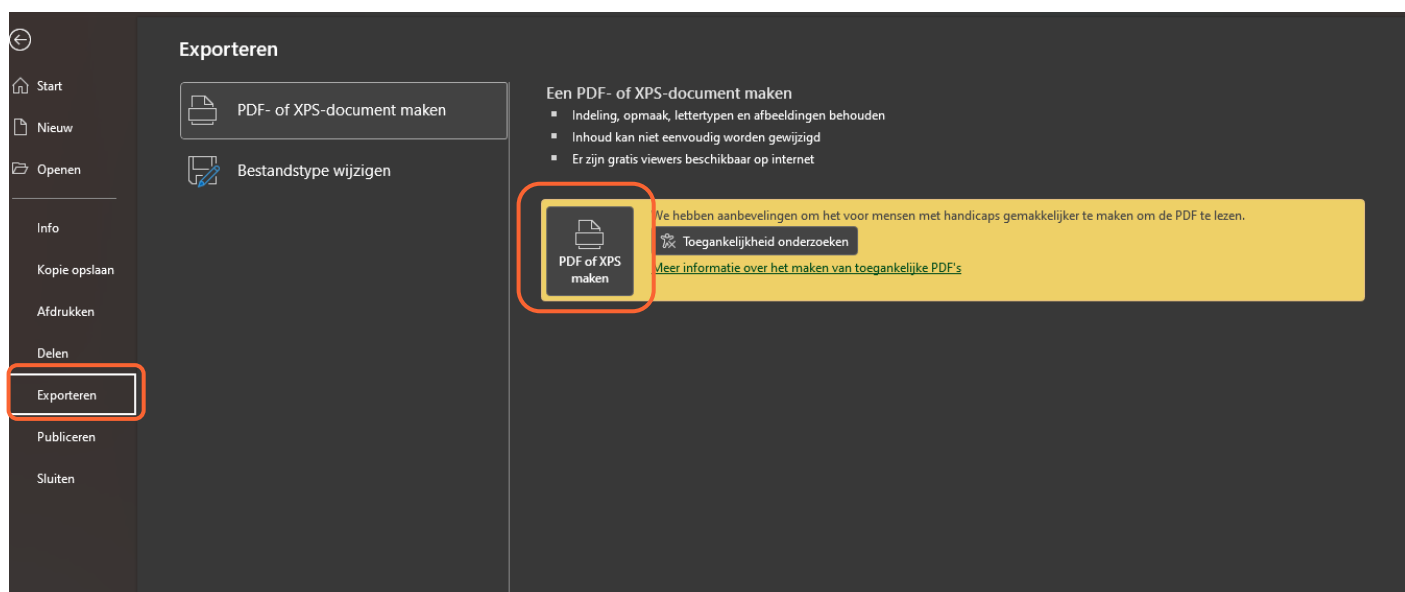 Exporteren
Start
Nieuw
Openen
Info
Kopie opslaan
Afdrukken
Delen
Exporteren
Publiceren
Sluiten
PDF- of XPS-document maken
Bestandstype wijzigen
Een PDF- of XPS-document maken
Indeling, opmaak, lettertypen en afbeeldingen behouden
Inhoud kan niet eenvoudig worden gewijzigd
Er zijn gratis viewers beschikbaar op internet
PDF of XPS
maken
We hebben aanbevelingen om het voor mensen met handicaps gemakkelijker te maken om de PDF te lezen.
Toegankelijkheid onderzoeken
Meer informatie over het maken van toegankelijke PDF's